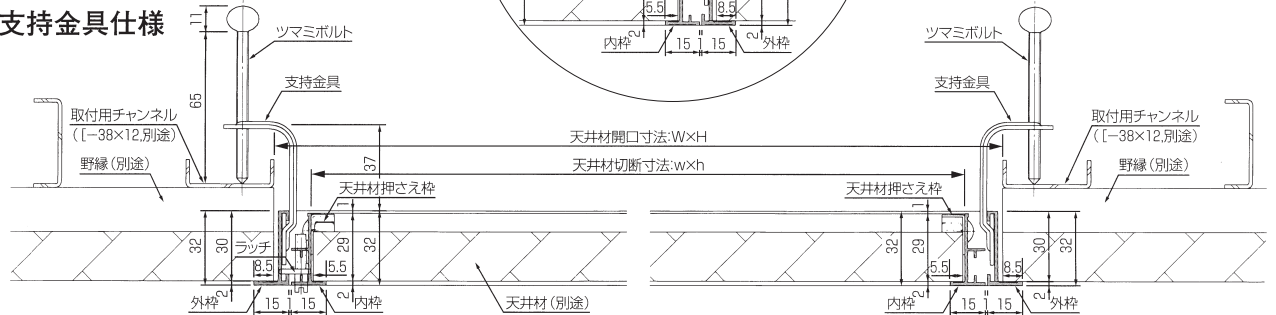 支持金具仕様
11
65
ツマミボルト
支持金具
取付用チャンネル
([−38×12,別途)
野縁(別途)
5.5
8.5
2
2
内枠
15
1
15
外枠
ツマミボルト
支持金具
取付用チャンネル
([−38×12,別途)
野縁(別途)
天井材開口寸法:W×H
天井材切断寸法:w×h
37
天井材押さえ枠
天井材押さえ枠
32
30
ラッチ
1
29
32
8.5
5.5
2
2
外枠
15
1
15
内枠
天井材(別途)
32
1
29
30
32
5.5
8.5
2
2
内枠
15
1
15
外枠